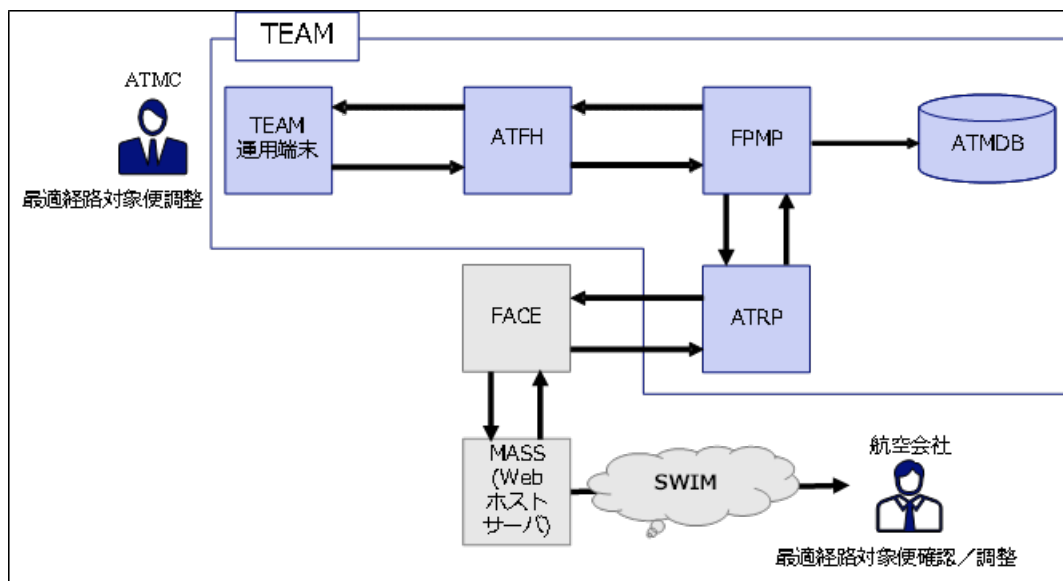 TEAM
ATMC
最適経路対象便調整
TEAM
運用端末
ATFH
FPMP
ATMDB
FACE
ATRP
MASS
(Web
ホスト
サーバ)
SWIM
航空会社
最適経路対象便確認／調整